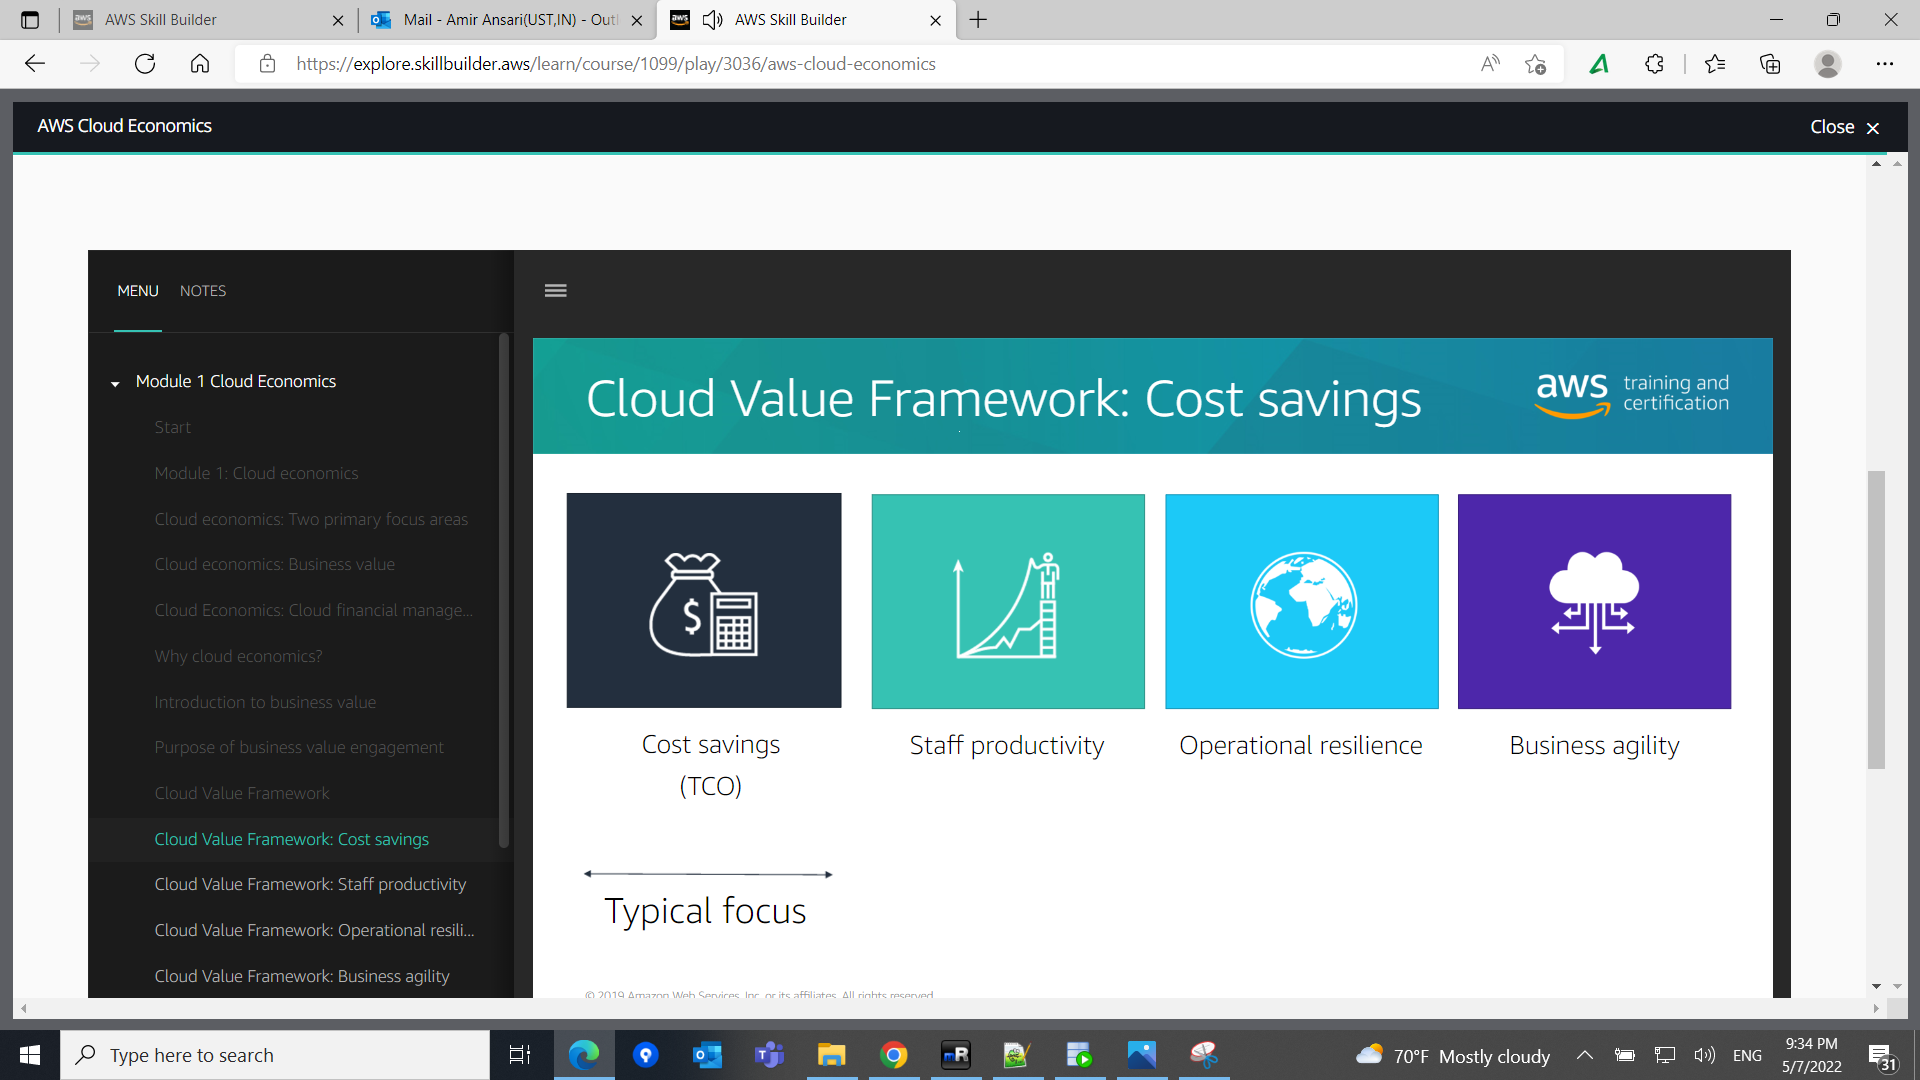 AWS Skill Builder
Mail - Amir Ansari(UST,IN) - Outl
AWS Skill Builder
https://explore.skillbuilder.aws/learn/course/1099/play/3036/aws-cloud-economics
AWS Cloud Economics
Close
MENU NOTES
Module 1 Cloud Economics
Start
Module 1: Cloud economics
Cloud economics: Two primary focus areas
Cloud economics: Business value
Cloud Economics: Cloud financial manage...
Why cloud economics?
Introduction to business value
Purpose of business value engagement
Cloud Value Framework
Cloud Value Framework: Cost savings
Cloud Value Framework: Staff productivity
Cloud Value Framework: Operational resili...
Cloud Value Framework: Business agility
Cloud Value Framework: Cost savings
aws training and
certification
$
Cost savings
(TCO)
Staff productivity
Operational resilience
Business agility
Typical focus
© 2019 Amazon Web Services, Inc. or its affiliates. All rights reserved.
Type here to search
70°F Mostly cloudy
ENG
9:34 PM
5/7/2022
31